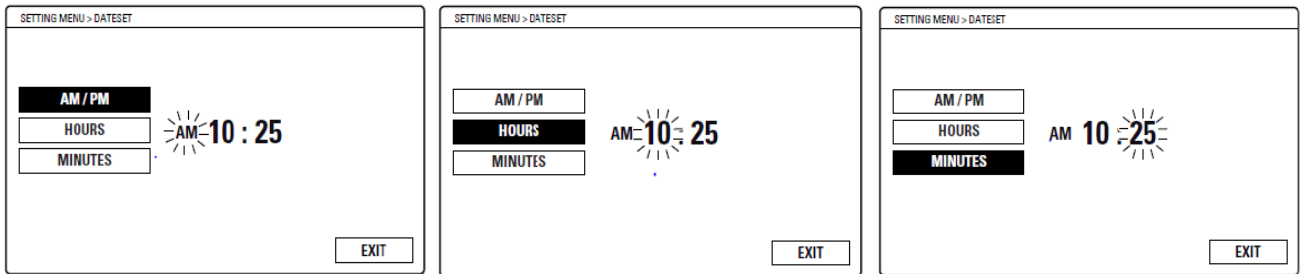 SETTING MENU > DATESET
AM / PM
HOURS
MINUTES
AM 10 : 25
EXIT
SETTING MENU > DATESET
AM / PM
HOURS
MINUTES
AM 10 : 25
EXIT
SETTING MENU > DATESET
AM / PM
HOURS
MINUTES
AM 10 : 25
EXIT